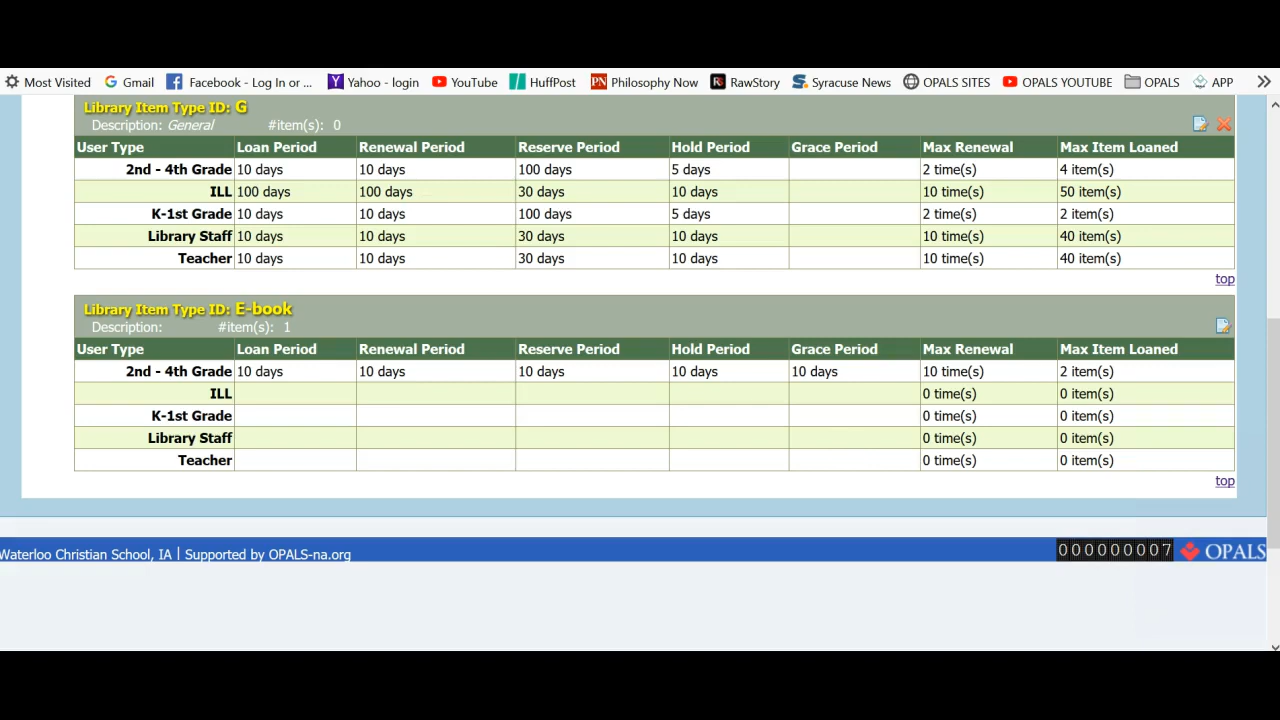 Most Visited Gmail Facebook - Log In or ... Yahoo - login YouTube HuffPost PN Philosophy Now RawStory Syracuse News OPALS SITES OPALS YOUTUBE OPALS APP
Library Item Type ID: G
Description: General #item(s): 0
User Type Loan Period Renewal Period Reserve Period Hold Period Grace Period Max Renewal Max Item Loaned
2nd - 4th Grade 10 days 10 days 100 days 5 days 2 time(s) 4 item(s)
ILL 100 days 100 days 30 days 10 days 10 time(s) 50 item(s)
K-1st Grade 10 days 10 days 100 days 5 days 2 time(s) 2 item(s)
Library Staff 10 days 10 days 30 days 10 days 10 time(s) 40 item(s)
Teacher 10 days 10 days 30 days 10 days 10 time(s) 40 item(s)
top
Library Item Type ID: E-book
Description: #item(s): 1
User Type Loan Period Renewal Period Reserve Period Hold Period Grace Period Max Renewal Max Item Loaned
2nd - 4th Grade 10 days 10 days 10 days 10 days 10 days 10 time(s) 2 item(s)
ILL 0 time(s) 0 item(s)
K-1st Grade 0 time(s) 0 item(s)
Library Staff 0 time(s) 0 item(s)
Teacher 0 time(s) 0 item(s)
top
Waterloo Christian School, IA | Supported by OPALS-na.org 000000007 OPALS